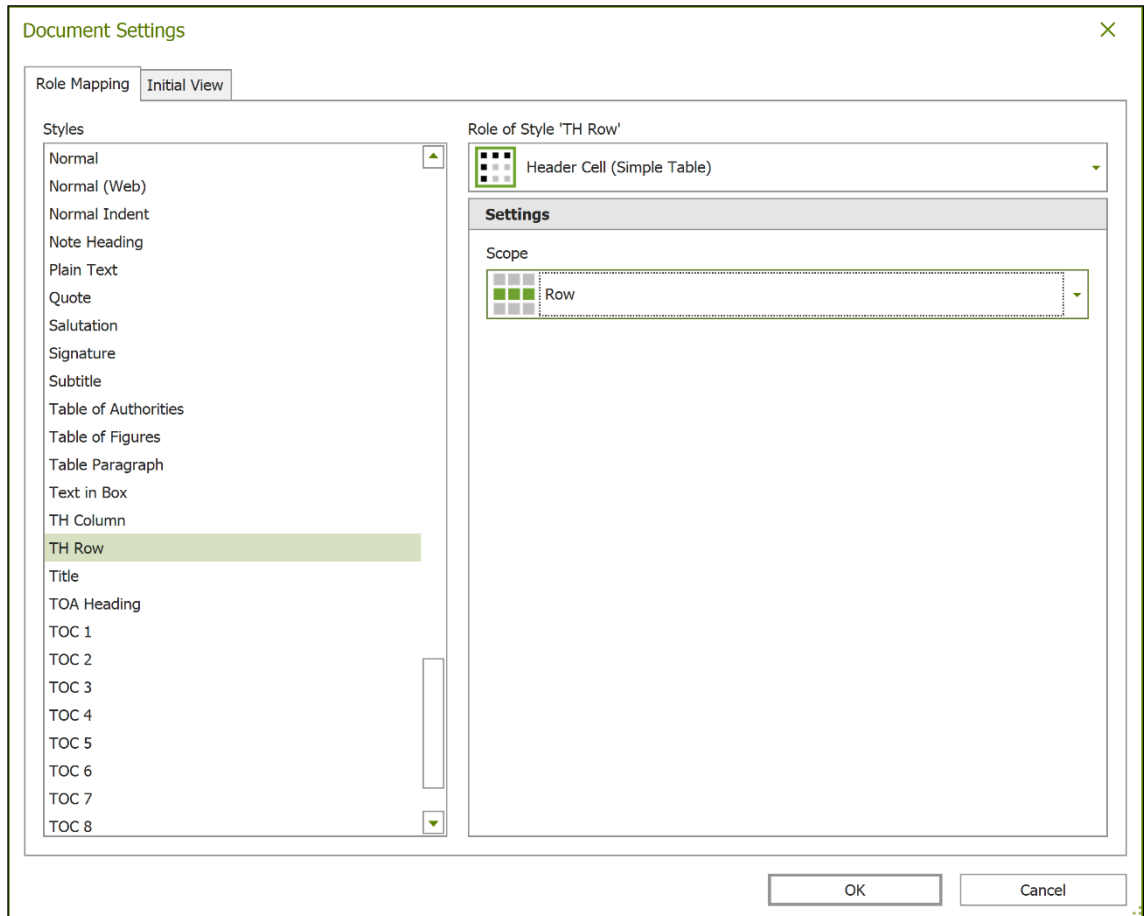 Document Settings
Role Mapping
Initial View
Styles
Normal
Normal (Web)
Normal Indent
Note Heading
Plain Text
Quote
Salutation
Signature
Subtitle
Table of Authorities
Table of Figures
Table Paragraph
Text in Box
TH Column
TH Row
Title
TOA Heading
TOC 1
TOC 2
TOC 3
TOC 4
TOC 5
TOC 6
TOC 7
TOC 8
Role of Style 'TH Row'
Header Cell (Simple Table)
Settings
Scope
Row
OK
Cancel